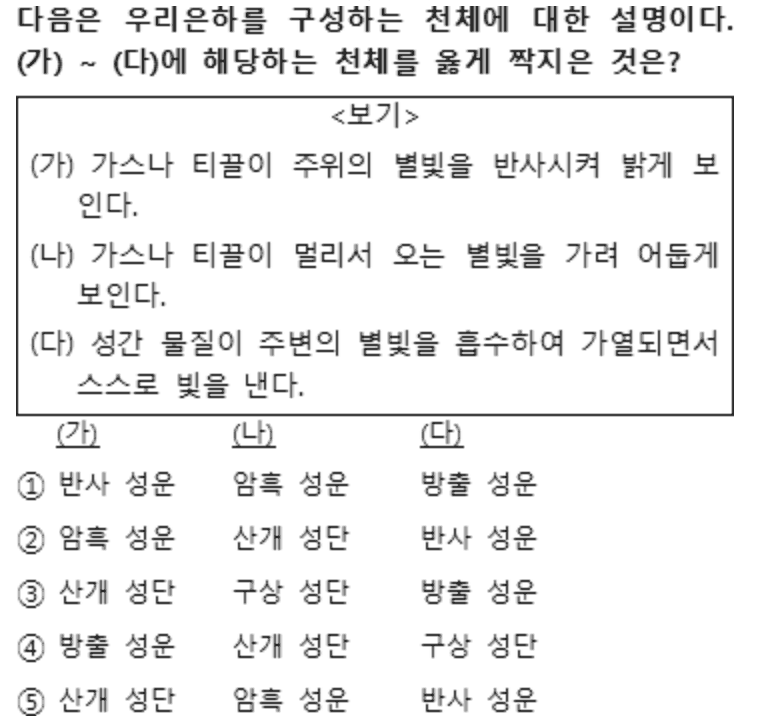 다음은 우리은하를 구성하는 천체에 대한 설명이다.
(가) ~ (다)에 해당하는 천체를 옳게 짝지은 것은?
<보기>
(가) 가스나 티끌이 주위의 별빛을 반사시켜 밝게 보
인다.
(나) 가스나 티끌이 멀리서 오는 별빛을 가려 어둡게
보인다.
(다) 성간 물질이 주변의 별빛을 흡수하여 가열되면서
스스로 빛을 낸다.
(가) (나) (다)
① 반사 성운 암흑 성운 방출 성운
② 암흑 성운 산개 성단 반사 성운
③ 산개 성단 구상 성단 방출 성운
④ 방출 성운 산개 성단 구상 성단
⑤ 산개 성단 암흑 성운 반사 성운